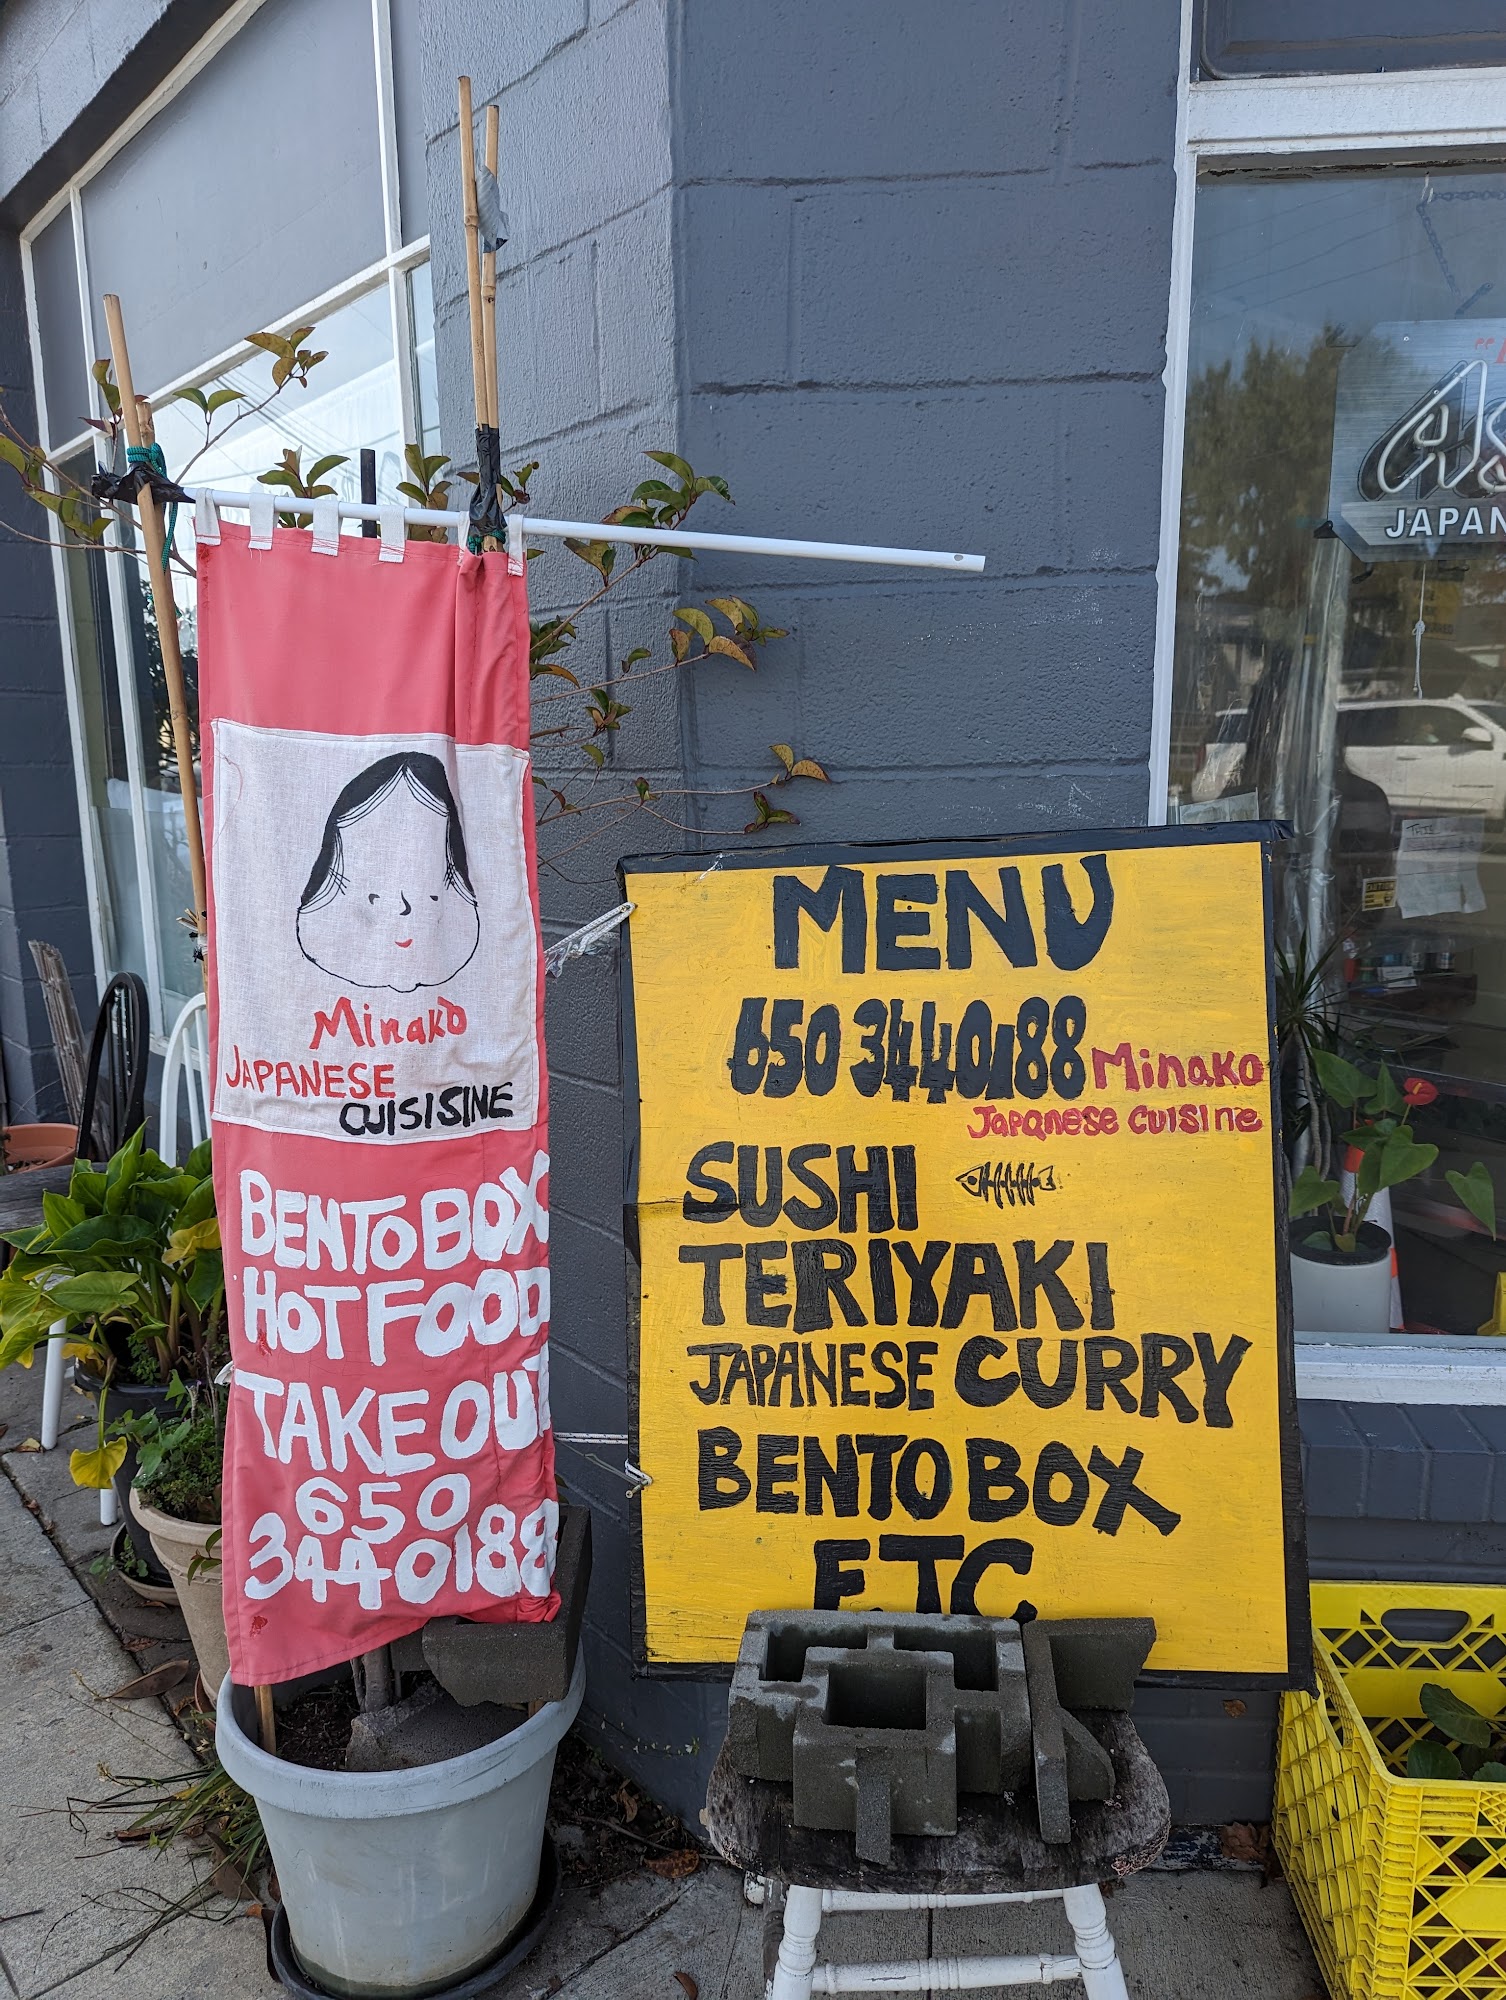 Minako
JAPANESE
CUISISINE
BENTO BOX
HOT FOOD
TAKE OUT
650
3440188
MENU
650 3440188 Minako
Japanese cuisine
SUSHI
TERIYAKI
JAPANESE CURRY
BENTO BOX
ETC
JAPAN